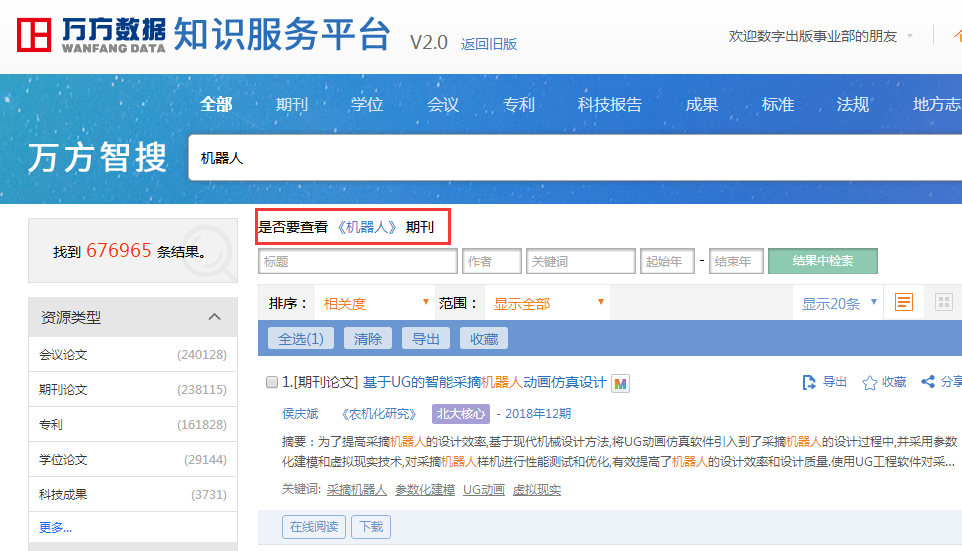 万方数据 知识服务平台 V2.0 返回旧版 欢迎数字出版事业部的朋友
WANFANG DATA
全部 期刊 学位 会议 专利 科技报告 成果 标准 法规 地方志
万方智搜 机器人
找到 676965 条结果。
是否要查看 《机器人》 期刊
标题 作者 关键词 起始年 - 结束年 结果中检索
资源类型
会议论文 (240128)
期刊论文 (238115)
专利 (161828)
学位论文 (29144)
科技成果 (3731)
更多...
排序： 相关度 范围： 显示全部 显示20条
全选(1) 清除 导出 收藏
1.[期刊论文] 基于UG的智能采摘机器人动画仿真设计 M 导出 收藏 分享
侯庆斌 《农机化研究》 北大核心 - 2018年12期
摘要：为了提高采摘机器人的设计效率,基于现代机械设计方法,将UG动画仿真软件引入到了采摘机器人的设计过程中,并采用参数
化建模和虚拟现实技术,对采摘机器人样机进行性能测试和优化,有效提高了机器人的设计效率和设计质量.使用UG工程软件对采...
关键词: 采摘机器人 参数化建模 UG动画 虚拟现实
在线阅读 下载